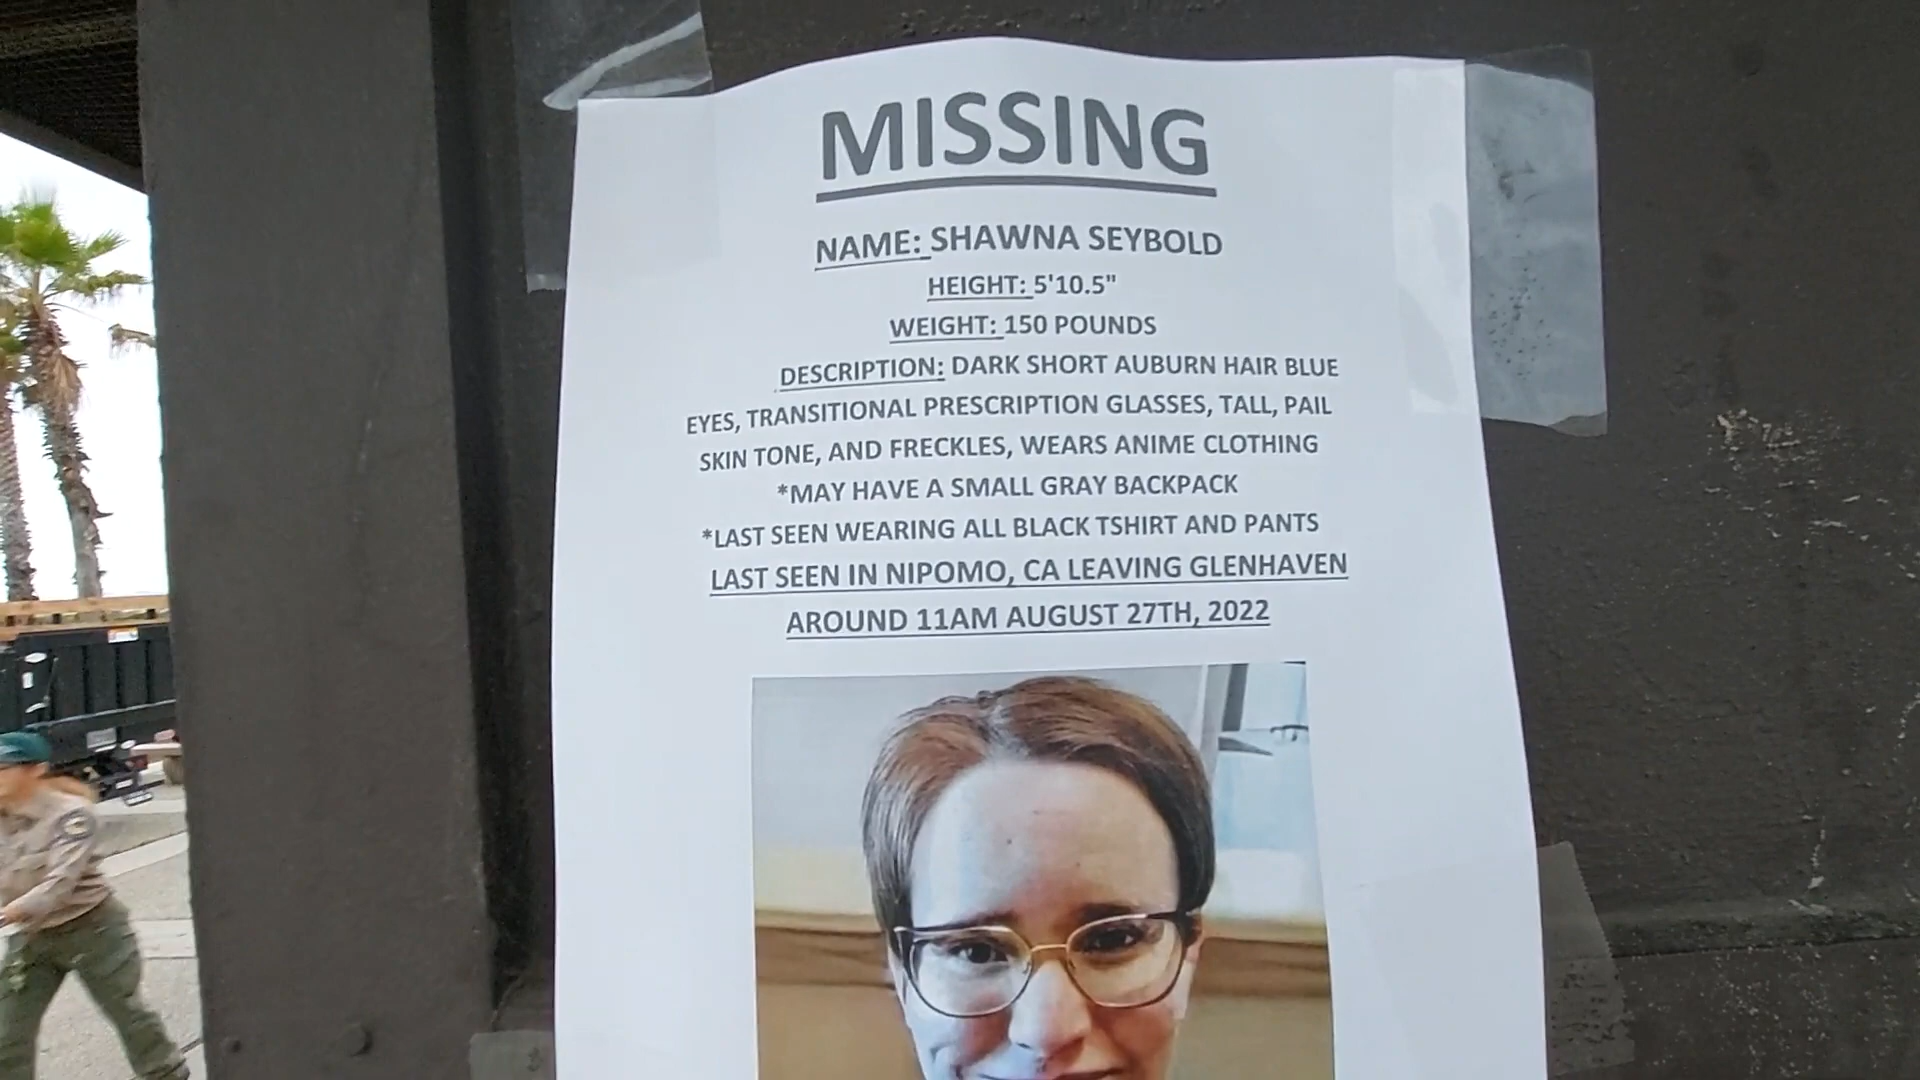 MISSING
NAME: SHAWNA SEYBOLD
HEIGHT: 5'10.5"
WEIGHT: 150 POUNDS
DESCRIPTION: DARK SHORT AUBURN HAIR BLUE
EYES, TRANSITIONAL PRESCRIPTION GLASSES, TALL, PAIL
SKIN TONE, AND FRECKLES, WEARS ANIME CLOTHING
*MAY HAVE A SMALL GRAY BACKPACK
*LAST SEEN WEARING ALL BLACK TSHIRT AND PANTS
LAST SEEN IN NIPOMO, CA LEAVING GLENHAVEN
AROUND 11AM AUGUST 27TH, 2022